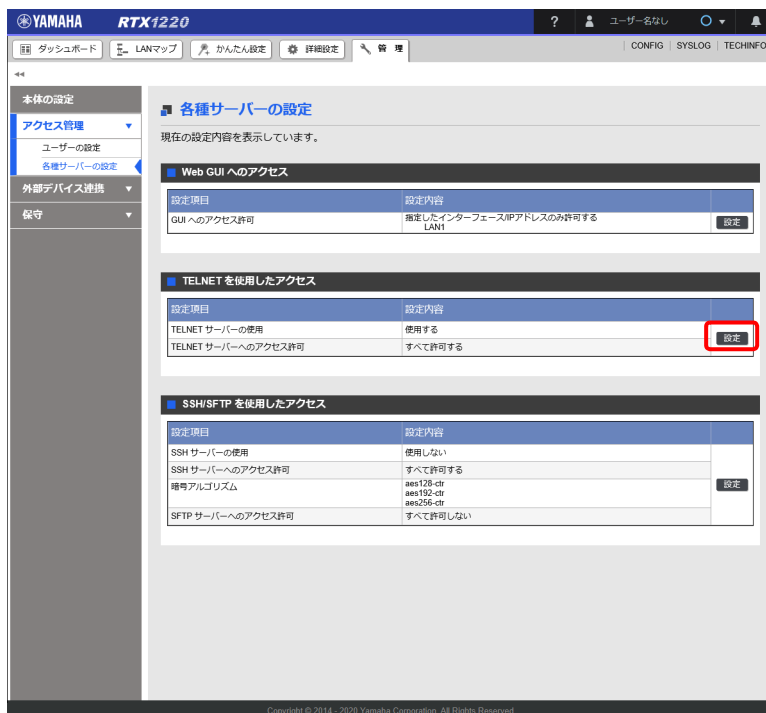 YAMAHA RTX1220 ? ユーザー名なし
ダッシュボード LANマップ かんたん設定 詳細設定 管 理 CONFIG SYSLOG TECHINFO
本体の設定
アクセス管理
ユーザーの設定
各種サーバーの設定
外部デバイス連携
保守
各種サーバーの設定
現在の設定内容を表示しています。
Web GUI へのアクセス
設定項目 設定内容
GUI へのアクセス許可 指定したインターフェース/IPアドレスのみ許可する
LAN1
設定
TELNET を使用したアクセス
設定項目 設定内容
TELNET サーバーの使用 使用する
設定
TELNET サーバーへのアクセス許可 すべて許可する
SSH/SFTP を使用したアクセス
設定項目 設定内容
SSH サーバーの使用 使用しない
SSH サーバーへのアクセス許可 すべて許可する
暗号アルゴリズム aes128-ctr
aes192-ctr
aes256-ctr
設定
SFTP サーバーへのアクセス許可 すべて許可しない
Copyright © 2014 - 2020 Yamaha Corporation. All Rights Reserved.